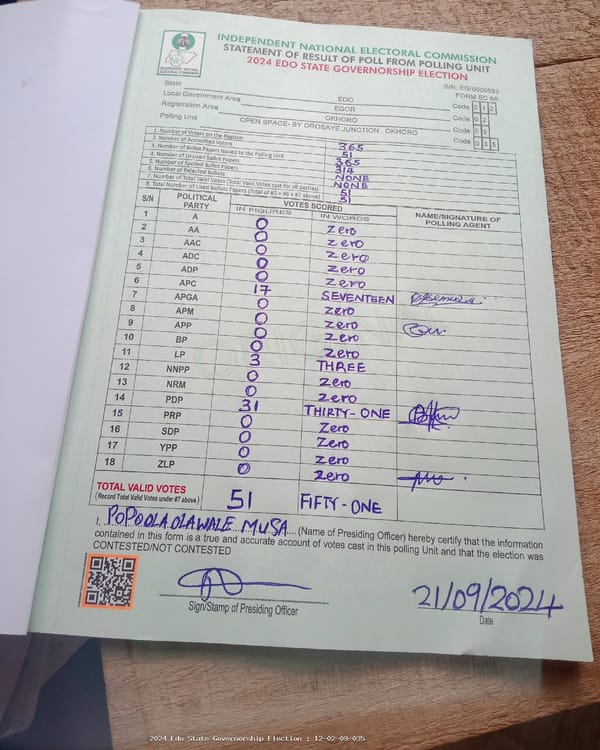 INDEPENDENT NATIONAL ELECTORAL COMMISSION
STATEMENT OF RESULT OF POLL FROM POLLING UNIT
2024 EDO STATE GOVERNORSHIP ELECTION
S/N: EG/0000593
FORM EC 8A
State EDO Code 0 1 2
Local Government Area EGOR Code 0 2
Registration Area OKHORO Code 0 9
Polling Unit OPEN SPACE- BY OROSAYE JUNCTION , OKHORO Code 0 3 5
1. Number of Voters on the Register 365
2. Number of Accredited Voters 51
3. Number of Ballot Papers Issued to the Polling Unit 365
4. Number of Unused Ballot Papers 314
5. Number of Spoiled Ballot Papers NONE
6. Number of Rejected Ballots NONE
7. Number of Total Valid Votes (Total Valid Votes cast for all parties) 51
8. Total Number of Used Ballots Papers (Total of #5 + #6 + #7 above) 51
S/N POLITICAL PARTY VOTES SCORED NAME/SIGNATURE OF POLLING AGENT
IN FIGURES IN WORDS
1 A 0 Zero
2 AA 0 Zero
3 AAC 0 Zero
4 ADC 0 Zero
5 ADP 0 Zero
6 APC 17 SEVENTEEN
7 APGA 0 Zero
8 APM 0 Zero
9 APP 0 Zero
10 BP 0 Zero
11 LP 3 THREE
12 NNPP 0 Zero
13 NRM 0 Zero
14 PDP 31 THIRTY-ONE
15 PRP 0 Zero
16 SDP 0 Zero
17 YPP 0 Zero
18 ZLP 0 Zero
TOTAL VALID VOTES 51 FIFTY-ONE
(Record Total Valid Votes under #7 above)
I, POPOOLA OLAWALE MUSA (Name of Presiding Officer) hereby certify that the information
contained in this form is a true and accurate account of votes cast in this polling Unit and that the election was
CONTESTED/NOT CONTESTED
21/09/2024
Sign/Stamp of Presiding Officer Date
2024 Edo State Governorship Election : 12-02-09-035